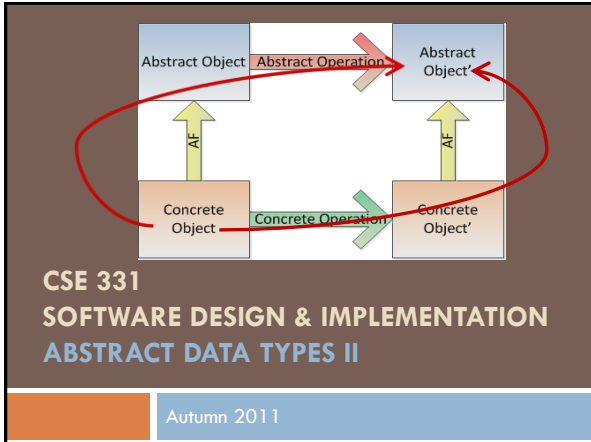 Abstract Object Abstract Operation Abstract
Object’
AF AF
Concrete
Object
Concrete Operation
Concrete
Object’
CSE 331
SOFTWARE DESIGN & IMPLEMENTATION
ABSTRACT DATA TYPES II
Autumn 2011